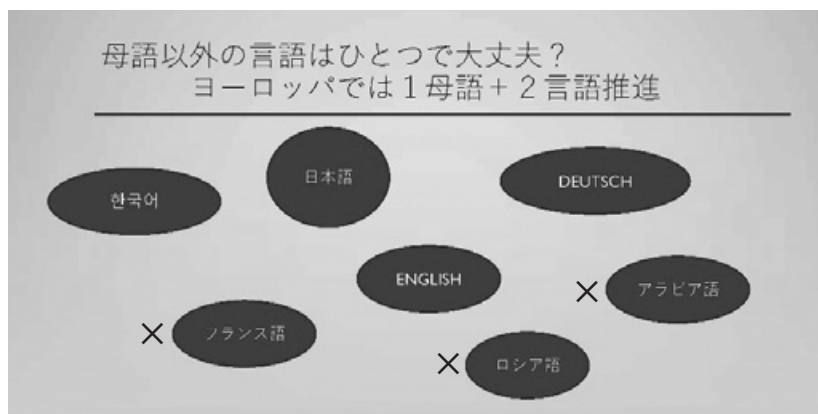 母語以外の言語はひとつで大丈夫？
ヨーロッパでは１母語＋２言語推進
한국어
日本語
DEUTSCH
ENGLISH
× アラビア語
× フランス語
× ロシア語